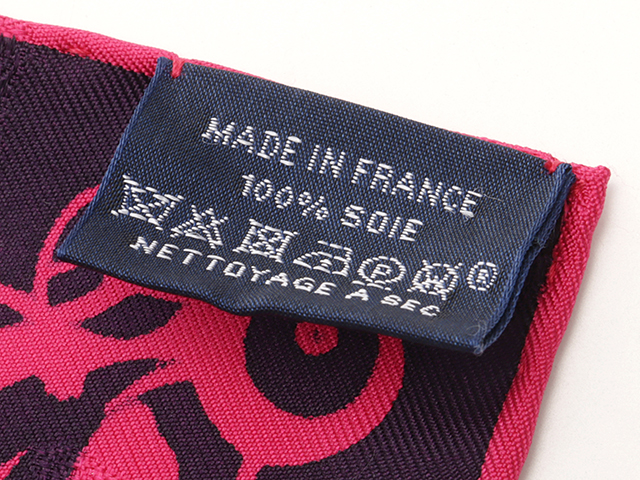 MADE IN FRANCE
100% SOIE
Ⓟ ®
NETTOYAGE À SEC